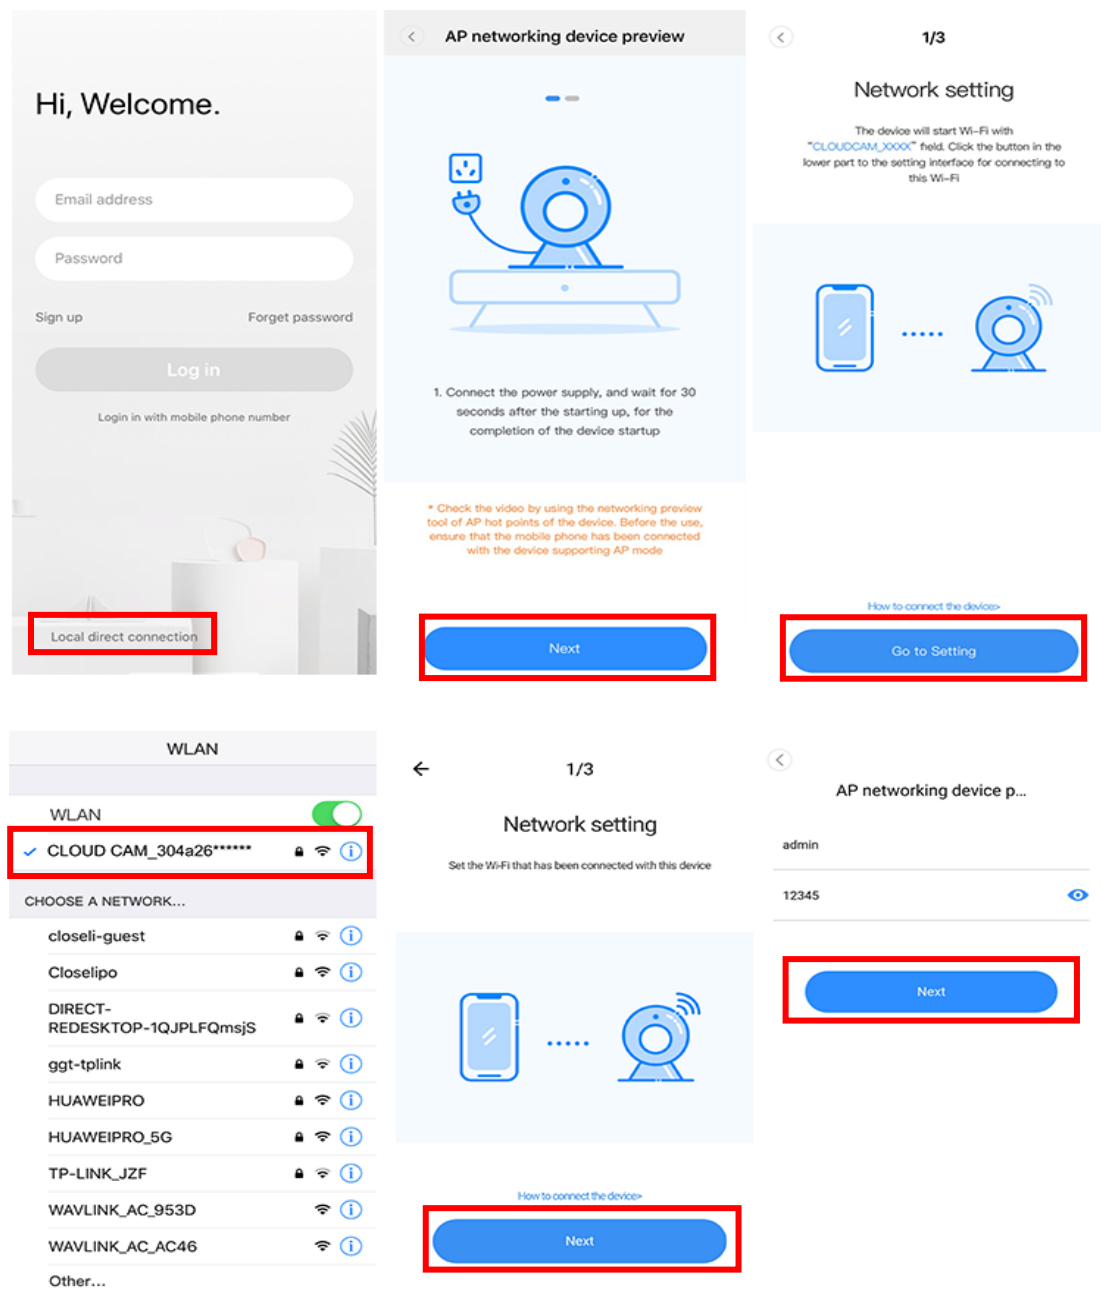 Hi, Welcome.
Email address
Password
Sign up
Forget password
Log in
Login in with mobile phone number
Local direct connection
AP networking device preview
1. Connect the power supply, and wait for 30
seconds after the starting up, for the
completion of the device startup
* Check the video by using the networking preview
tool of AP hot points of the device. Before the use,
ensure that the mobile phone has been connected
with the device supporting AP mode
Next
1/3
Network setting
The device will start Wi-Fi with
"CLOUDCAM_XXXX" field. Click the button in the
lower part to the setting interface for connecting to
this Wi-Fi
How to connect the device>
Go to Setting
WLAN
WLAN
CLOUD CAM_304a26******
CHOOSE A NETWORK...
closeli-guest
Closelipo
DIRECT-
REDESKTOP-1QJPLFQmsjS
ggt-tplink
HUAWEIPRO
HUAWEIPRO_5G
TP-LINK_JZF
WAVLINK_AC_953D
WAVLINK_AC_AC46
Other...
1/3
Network setting
Set the Wi-Fi that has been connected with this device
How to connect the device>
Next
AP networking device p...
admin
12345
Next